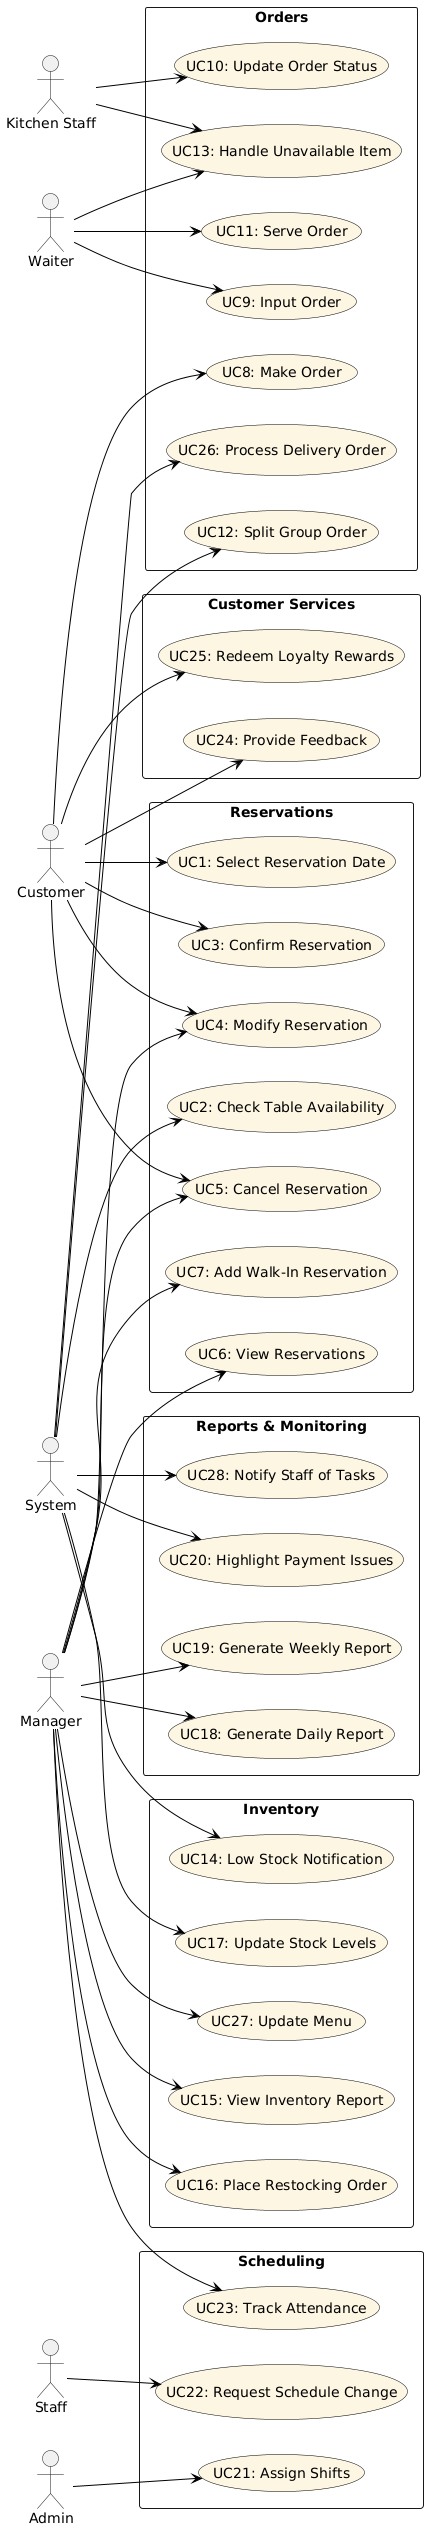 Orders
UC10: Update Order Status
Kitchen Staff
UC13: Handle Unavailable Item
UC11: Serve Order
Waiter
UC9: Input Order
UC8: Make Order
UC26: Process Delivery Order
UC12: Split Group Order
Customer Services
UC25: Redeem Loyalty Rewards
UC24: Provide Feedback
Reservations
UC1: Select Reservation Date
Customer
UC3: Confirm Reservation
UC4: Modify Reservation
UC2: Check Table Availability
UC5: Cancel Reservation
UC7: Add Walk-In Reservation
UC6: View Reservations
Reports & Monitoring
UC28: Notify Staff of Tasks
System
UC20: Highlight Payment Issues
UC19: Generate Weekly Report
Manager
UC18: Generate Daily Report
Inventory
UC14: Low Stock Notification
UC17: Update Stock Levels
UC27: Update Menu
UC15: View Inventory Report
UC16: Place Restocking Order
Scheduling
UC23: Track Attendance
UC22: Request Schedule Change
Staff
UC21: Assign Shifts
Admin